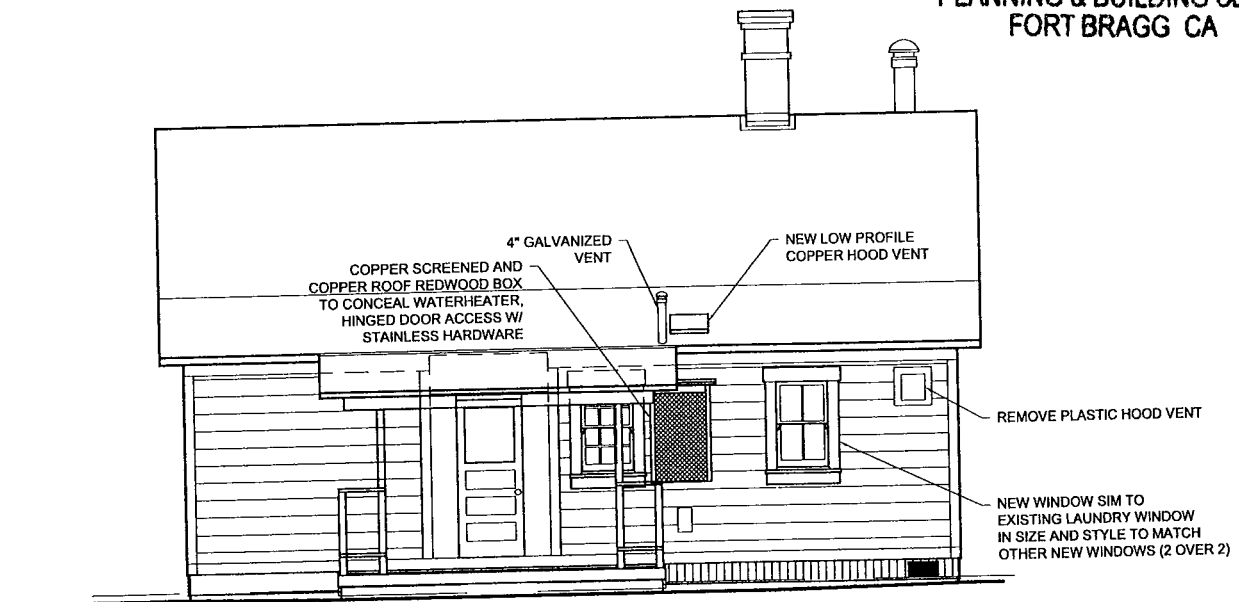 PLANNING & BUILDING
FORT BRAGG CA
4" GALVANIZED
VENT
NEW LOW PROFILE
COPPER HOOD VENT
COPPER SCREENED AND
COPPER ROOF REDWOOD BOX
TO CONCEAL WATERHEATER,
HINGED DOOR ACCESS W/
STAINLESS HARDWARE
REMOVE PLASTIC HOOD VENT
NEW WINDOW SIM TO
EXISTING LAUNDRY WINDOW
IN SIZE AND STYLE TO MATCH
OTHER NEW WINDOWS (2 OVER 2)